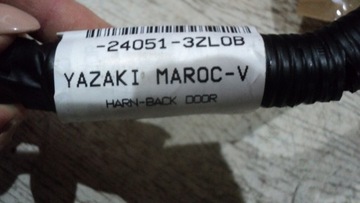 -24051-3ZL0B
YAZAKI MAROC-V
HARN-BACK DOOR